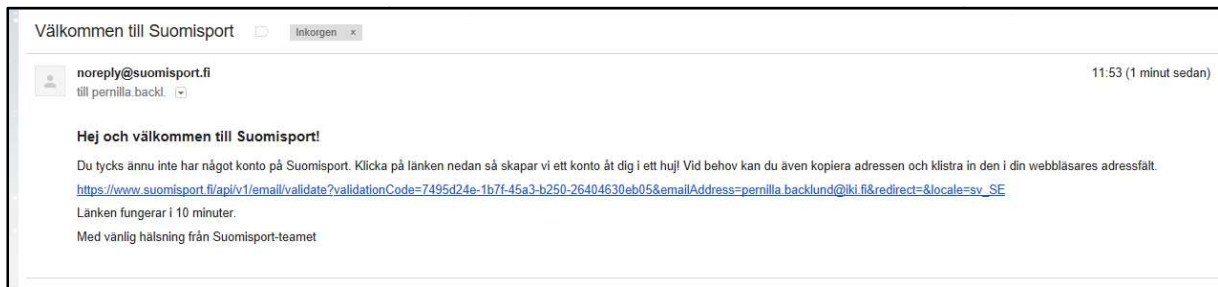 Välkommen till Suomisport Inkorgen x
noreply@suomisport.fi 11:53 (1 minut sedan)
till pernilla.backl.
Hej och välkommen till Suomisport!
Du tycks ännu inte har något konto på Suomisport. Klicka på länken nedan så skapar vi ett konto åt dig i ett huj! Vid behov kan du även kopiera adressen och klistra in den i din webbläsares adressfält.
https://www.suomisport.fi/api/v1/email/validate?validationCode=7495d24e-1b7f-45a3-b250-26404630eb05&emailAddress=pernilla.backlund@iki.fi&redirect=&locale=sv_SE
Länken fungerar i 10 minuter.
Med vänlig hälsning från Suomisport-teamet